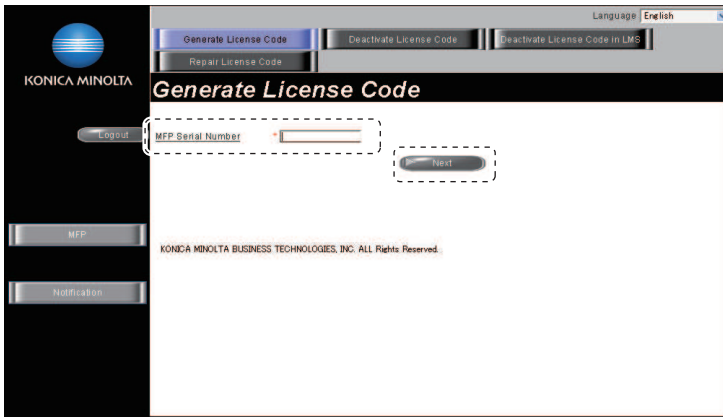 Language English
Generate License Code Deactivate License Code Deactivate License Code in LMS
Repair License Code
KONICA MINOLTA
Generate License Code
Logout
MFP Serial Number *
Next
MFP
KONICA MINOLTA BUSINESS TECHNOLOGIES, INC. ALL Rights Reserved.
Notification